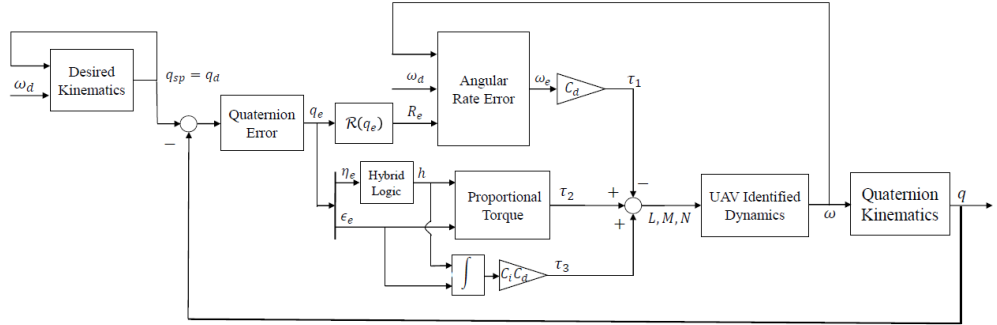 Desired
Kinematics
ω_d
q_sp = q_d
−
Quaternion
Error
q_e
ℛ(q_e)
R_e
ω_d
Angular
Rate Error
ω_e
C_d
τ_1
η_e
Hybrid
Logic
h
ϵ_e
Proportional
Torque
τ_2
∫
C_i C_d
τ_3
+
−
+
L, M, N
UAV Identified
Dynamics
ω
Quaternion
Kinematics
q